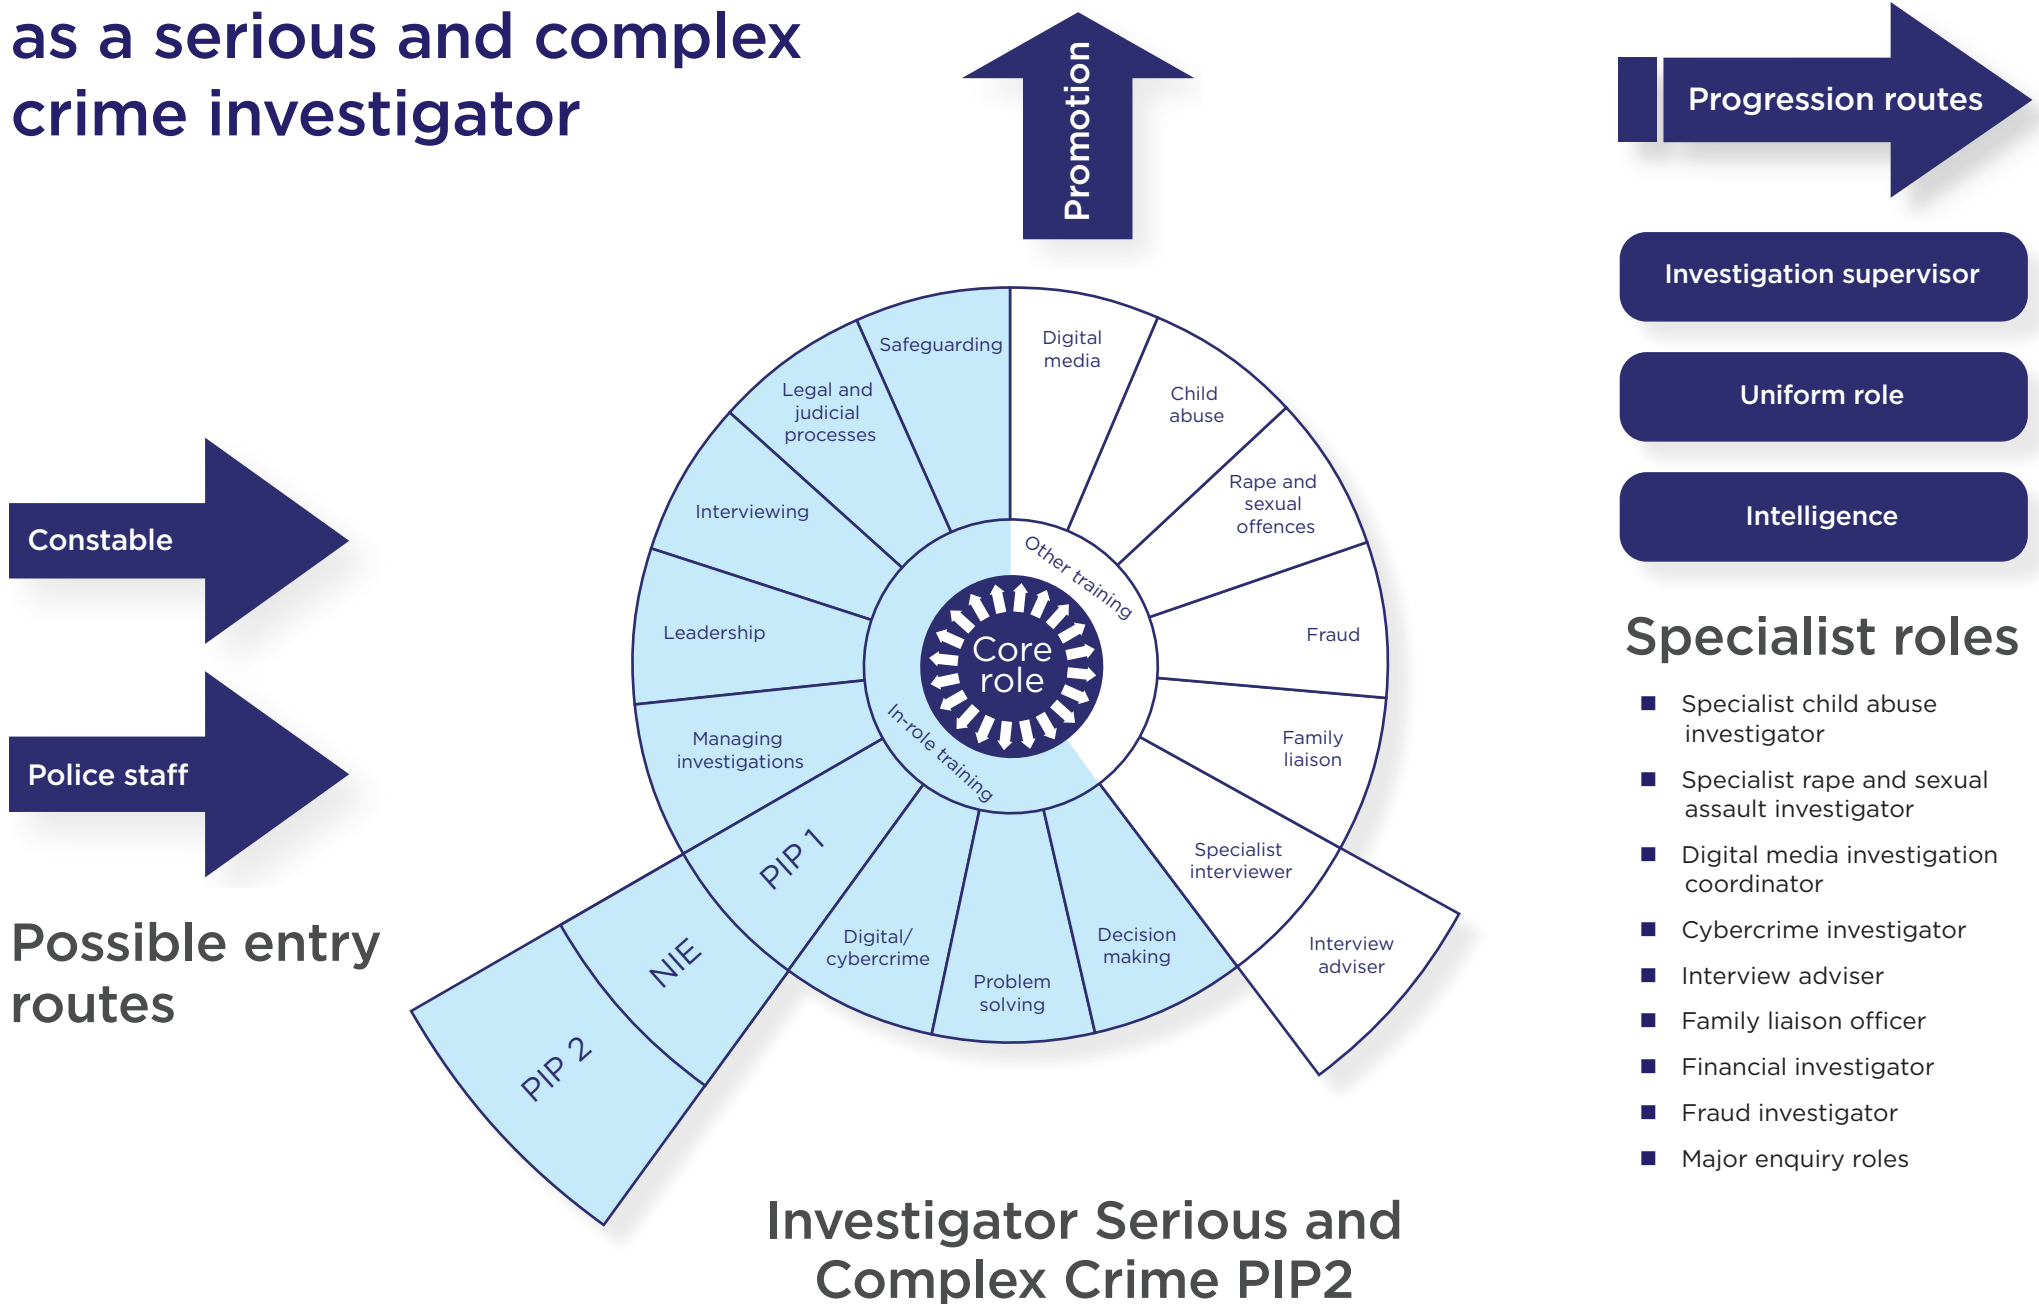 as a serious and complex
crime investigator
Promotion
Progression routes
Investigation supervisor
Uniform role
Intelligence
Constable
Police staff
Possible entry
routes
Safeguarding
Legal and
judicial
processes
Interviewing
Leadership
Managing
investigations
PIP 1
NIE
PIP 2
Digital/
cybercrime
Problem
solving
Decision
making
In-role training
Core
role
Other training
Digital
media
Child
abuse
Rape and
sexual
offences
Fraud
Family
liaison
Specialist
interviewer
Interview
adviser
Specialist roles
Specialist child abuse
investigator
Specialist rape and sexual
assault investigator
Digital media investigation
coordinator
Cybercrime investigator
Interview adviser
Family liaison officer
Financial investigator
Fraud investigator
Major enquiry roles
Investigator Serious and
Complex Crime PIP2